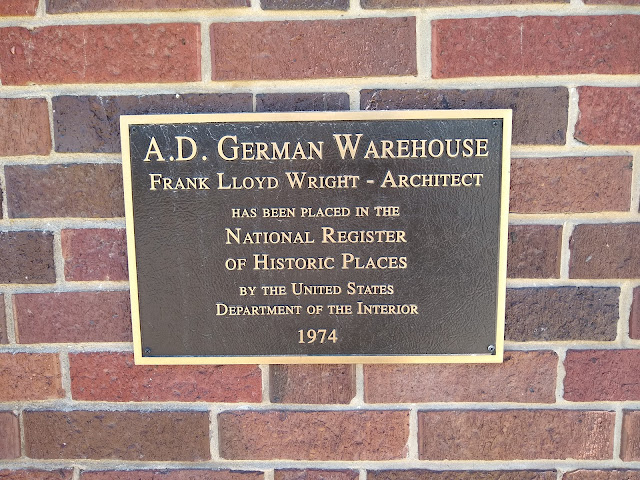 A.D. German Warehouse
Frank Lloyd Wright - Architect
has been placed in the
National Register
of Historic Places
by the United States
Department of the Interior
1974